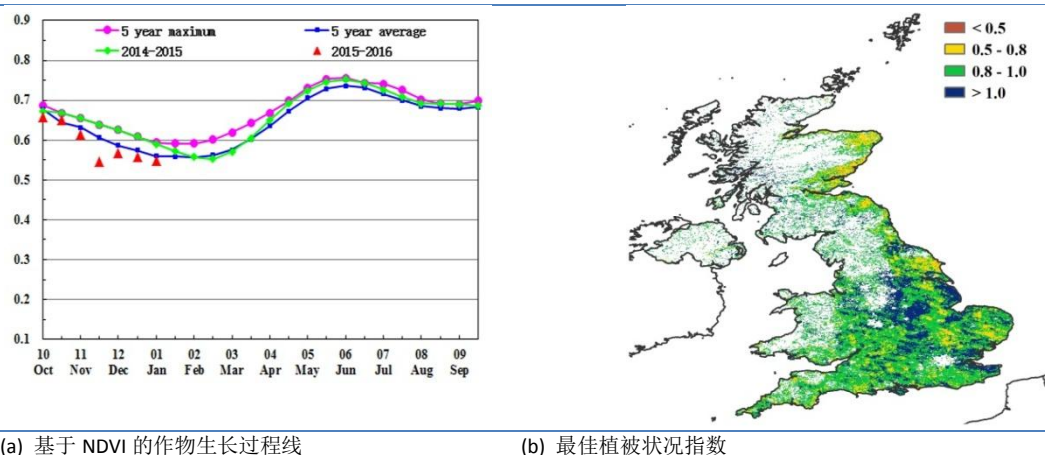 0.9
0.8
0.7
0.6
0.5
0.4
0.3
0.2
0.1
5 year maximum
5 year average
2014-2015
2015-2016
10 11 12 01 02 03 04 05 06 07 08 09
Oct Nov Dec Jan Feb Mar Apr May Jun Jul Aug Sep
< 0.5
0.5 - 0.8
0.8 - 1.0
> 1.0
(a) 基于 NDVI 的作物生长过程线
(b) 最佳植被状况指数